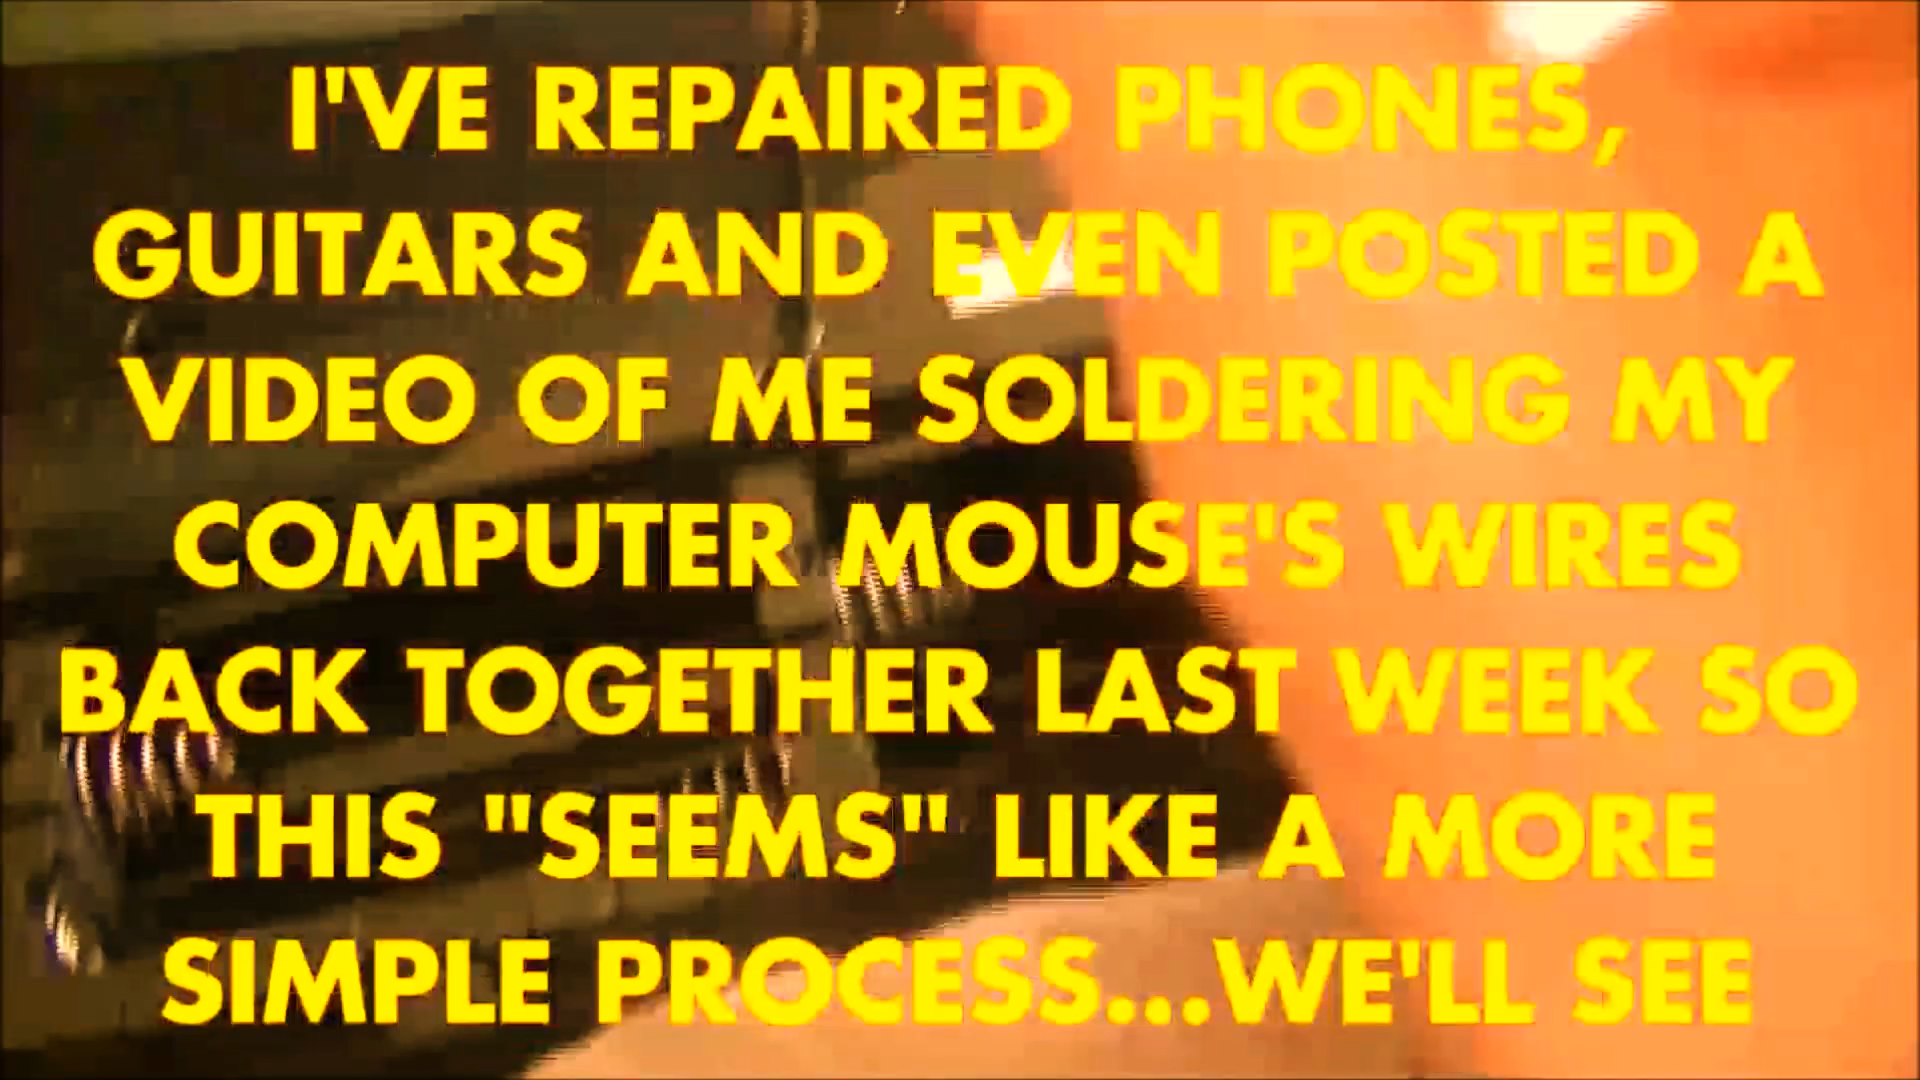 I'VE REPAIRED PHONES,
GUITARS AND EVEN POSTED A
VIDEO OF ME SOLDERING MY
COMPUTER MOUSE'S WIRES
BACK TOGETHER LAST WEEK SO
THIS "SEEMS" LIKE A MORE
SIMPLE PROCESS...WE'LL SEE